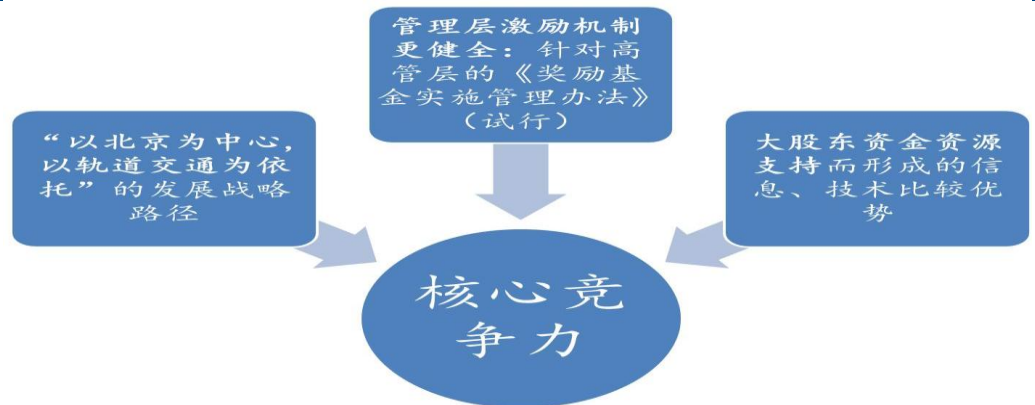 管理层激励机制
更健全：针对高
管层的《奖励基
金实施管理办法》
（试行）
“以北京为中心，
以轨道交通为依
托”的发展战略
路径
大股东资金资源
支持而形成的信
息、技术比较优
势
核心竞
争力